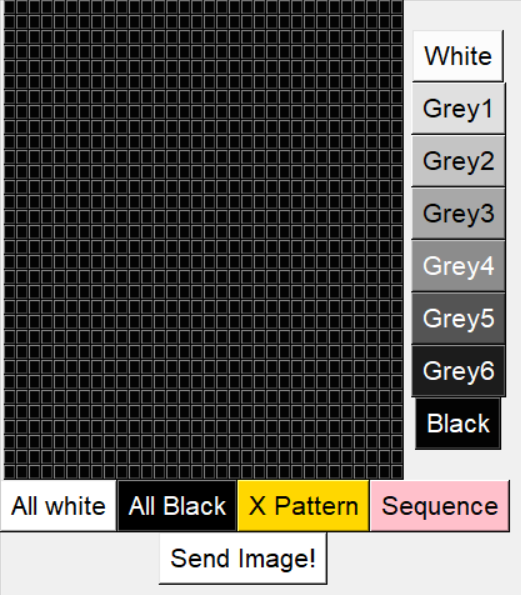 White
Grey1
Grey2
Grey3
Grey4
Grey5
Grey6
Black
All white All Black X Pattern Sequence
Send Image!